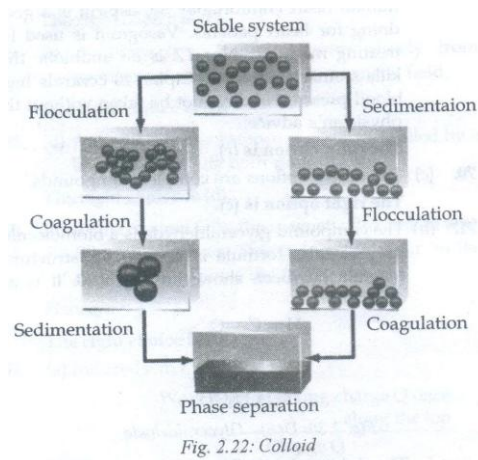 Stable system
Flocculation
Sedimentaion
Coagulation
Flocculation
Sedimentation
Coagulation
Phase separation
Fig. 2.22: Colloid